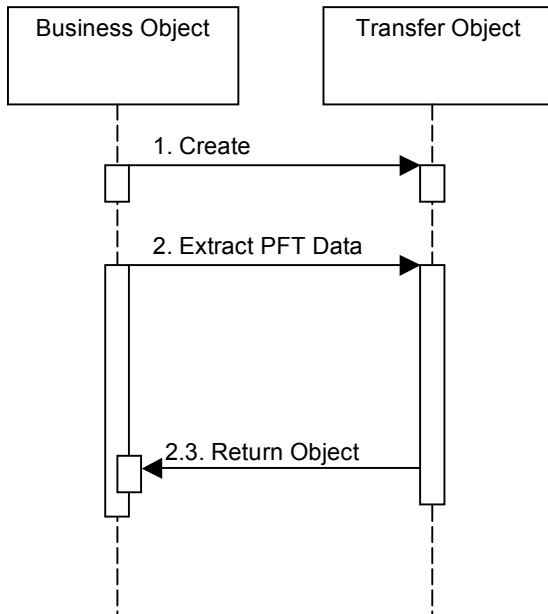 Business Object
Transfer Object
1. Create
2. Extract PFT Data
2.3. Return Object